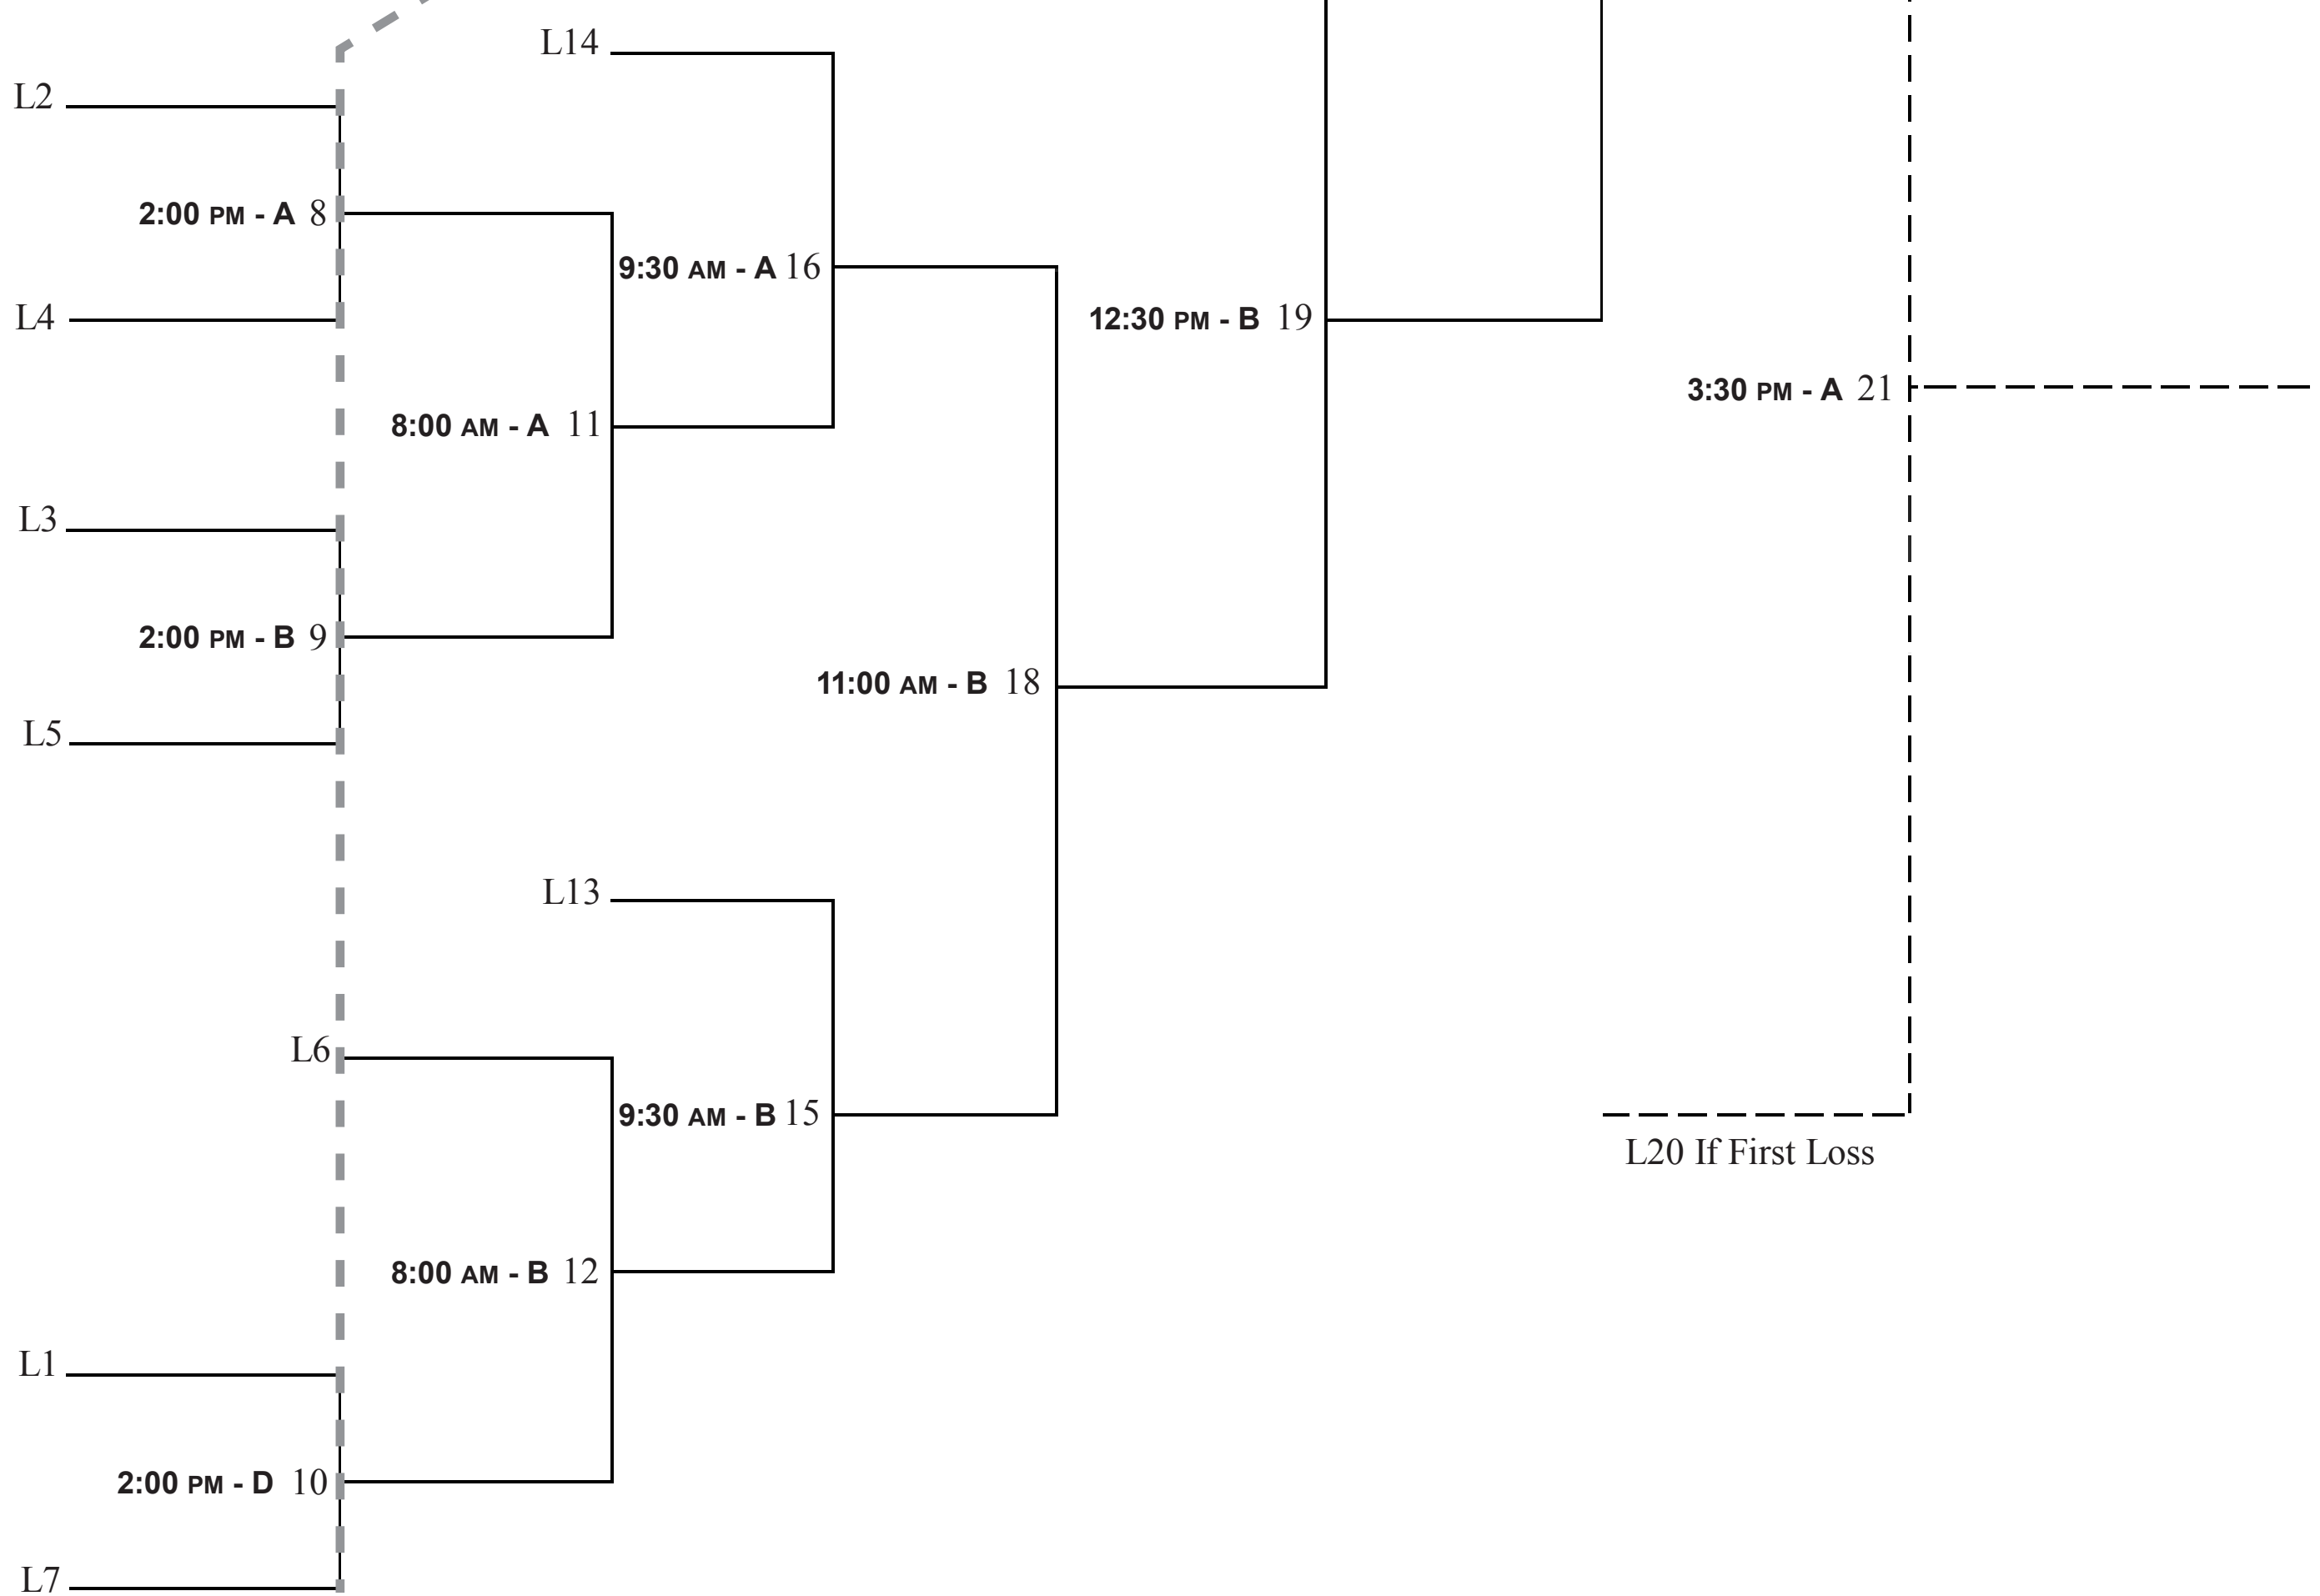 L14
L2
2:00 PM - A 8
9:30 AM - A 16
L4
12:30 PM - B 19
3:30 PM - A 21
8:00 AM - A 11
L3
2:00 PM - B 9
11:00 AM - B 18
L5
L13
L6
9:30 AM - B 15
L20 If First Loss
8:00 AM - B 12
L1
2:00 PM - D 10
L7